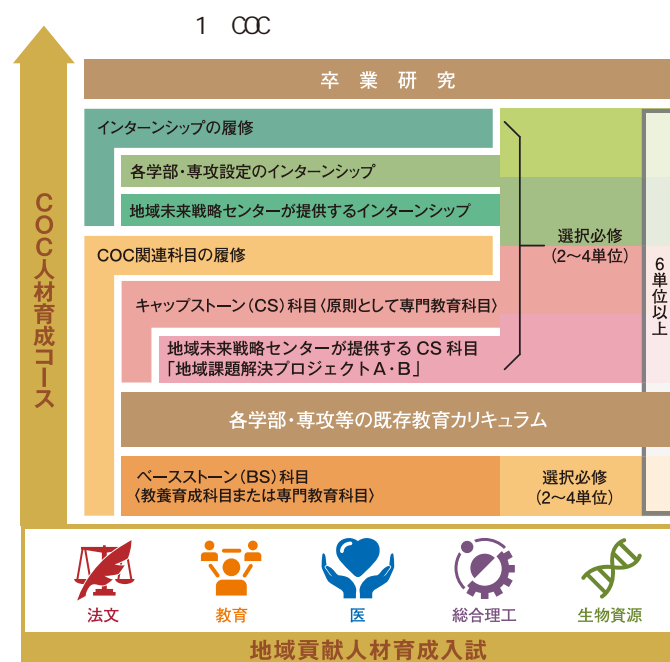 1 COC
卒業研究
インターンシップの履修
各学部・専攻設定のインターンシップ
地域未来戦略センターが提供するインターンシップ
COC関連科目の履修
キャップストーン(CS)科目〈原則として専門教育科目〉
地域未来戦略センターが提供する CS 科目
「地域課題解決プロジェクトA・B」
選択必修
(2〜4単位)
6単位以上
各学部・専攻等の既存教育カリキュラム
ベースストーン(BS)科目
〈教養育成科目または専門教育科目〉
選択必修
(2〜4単位)
COC人材育成コース
法文
教育
医
総合理工
生物資源
地域貢献人材育成入試